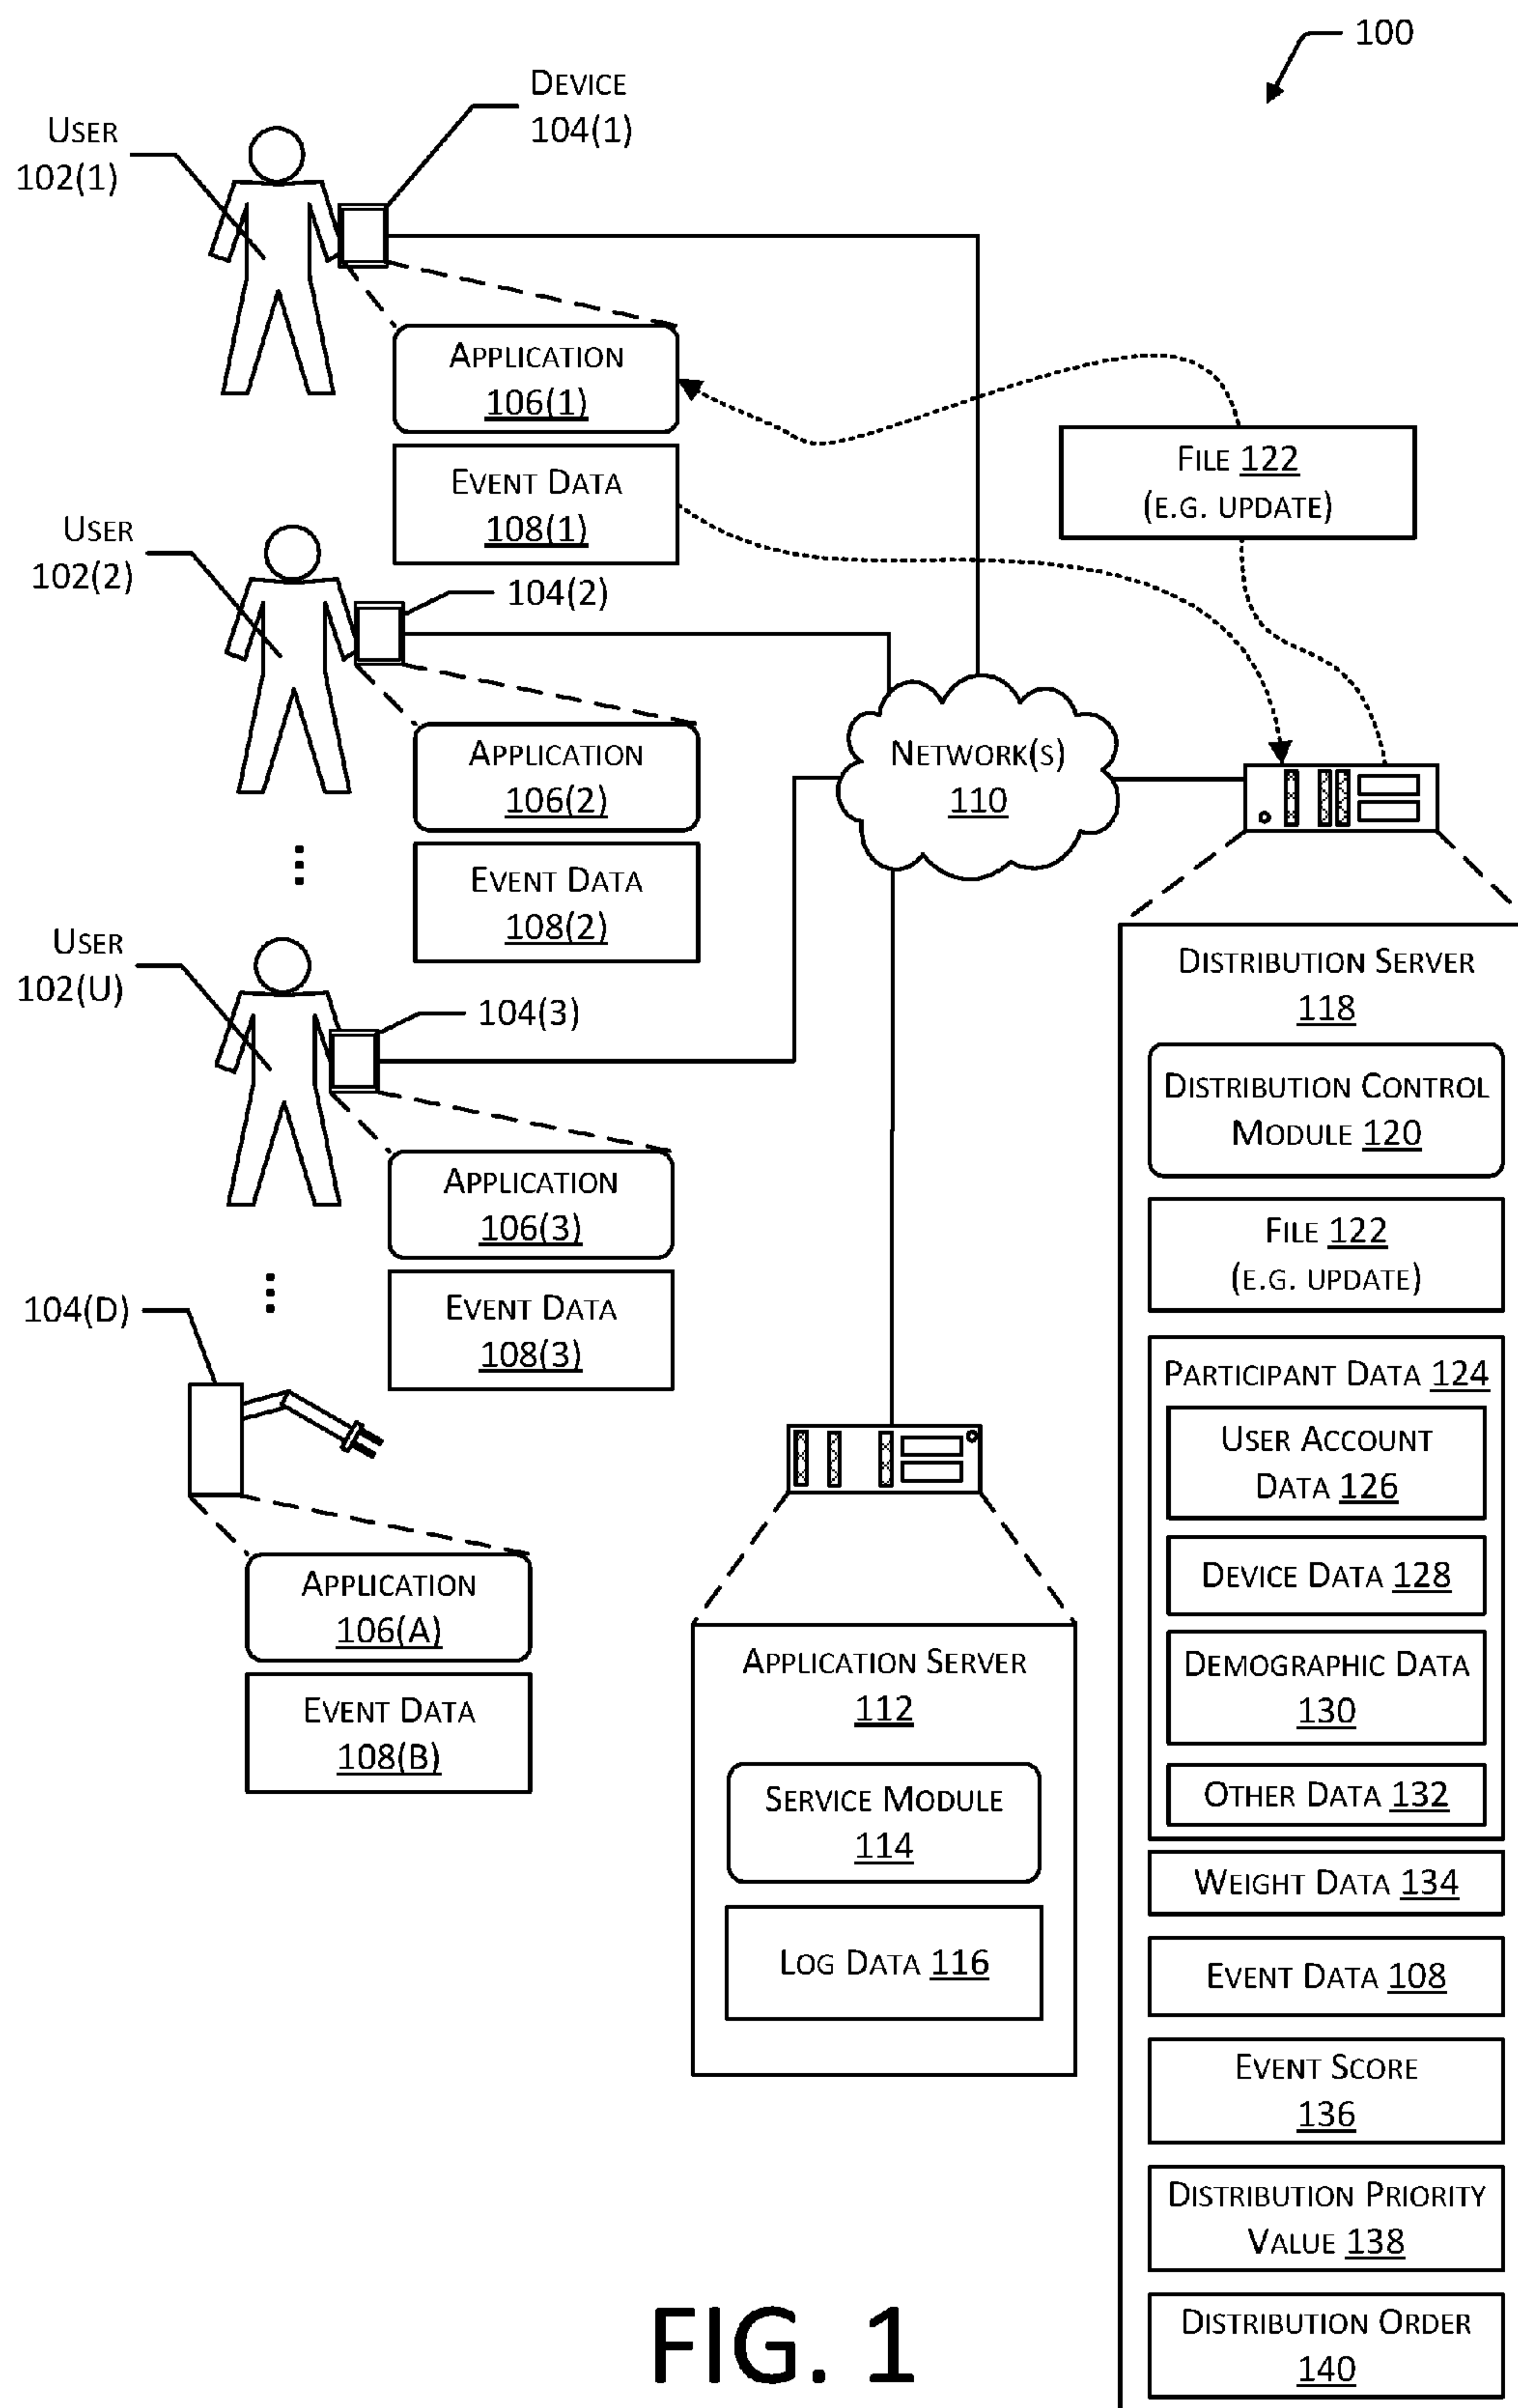 100
DEVICE
104(1)
USER
102(1)
APPLICATION
106(1)
EVENT DATA
108(1)
FILE 122
(E.G. UPDATE)
USER
102(2)
104(2)
APPLICATION
106(2)
EVENT DATA
108(2)
NETWORK(S)
110
USER
102(U)
104(3)
APPLICATION
106(3)
EVENT DATA
108(3)
104(D)
APPLICATION
106(A)
EVENT DATA
108(B)
APPLICATION SERVER
112
SERVICE MODULE
114
LOG DATA 116
DISTRIBUTION SERVER
118
DISTRIBUTION CONTROL
MODULE 120
FILE 122
(E.G. UPDATE)
PARTICIPANT DATA 124
USER ACCOUNT
DATA 126
DEVICE DATA 128
DEMOGRAPHIC DATA
130
OTHER DATA 132
WEIGHT DATA 134
EVENT DATA 108
EVENT SCORE
136
DISTRIBUTION PRIORITY
VALUE 138
DISTRIBUTION ORDER
140
FIG. 1